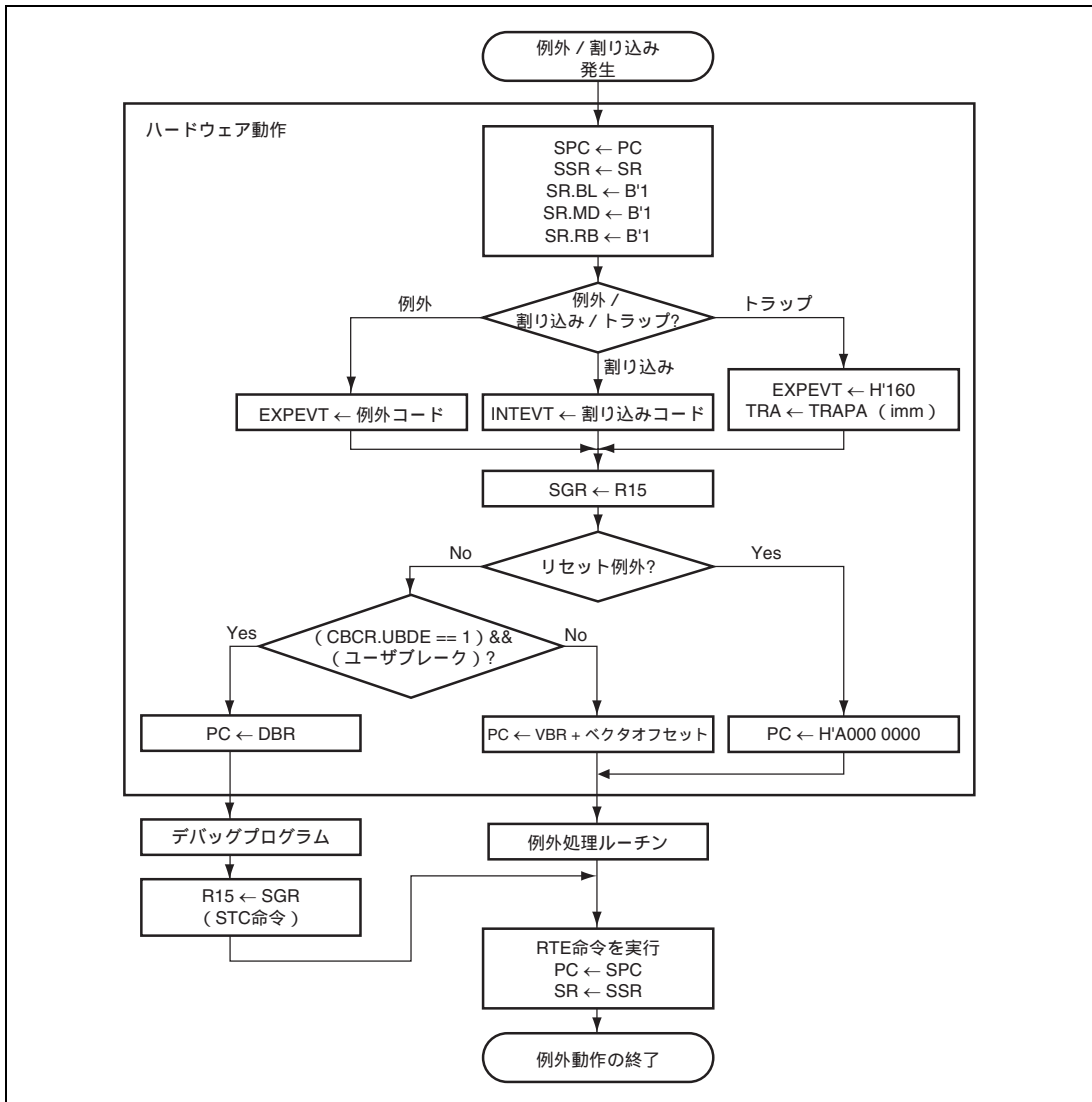 例外 / 割り込み
発生
ハードウェア動作
SPC ← PC
SSR ← SR
SR.BL ← B'1
SR.MD ← B'1
SR.RB ← B'1
例外
例外 /
割り込み / トラップ?
トラップ
割り込み
EXPEVT ← 例外コード
INTEVT ← 割り込みコード
EXPEVT ← H'160
TRA ← TRAPA （imm）
SGR ← R15
No
リセット例外?
Yes
Yes
（CBCR.UBDE == 1）&&
（ユーザブレーク）?
No
PC ← DBR
PC ← VBR + ベクタオフセット
PC ← H'A000 0000
デバッグプログラム
例外処理ルーチン
R15 ← SGR
（STC命令）
RTE命令を実行
PC ← SPC
SR ← SSR
例外動作の終了